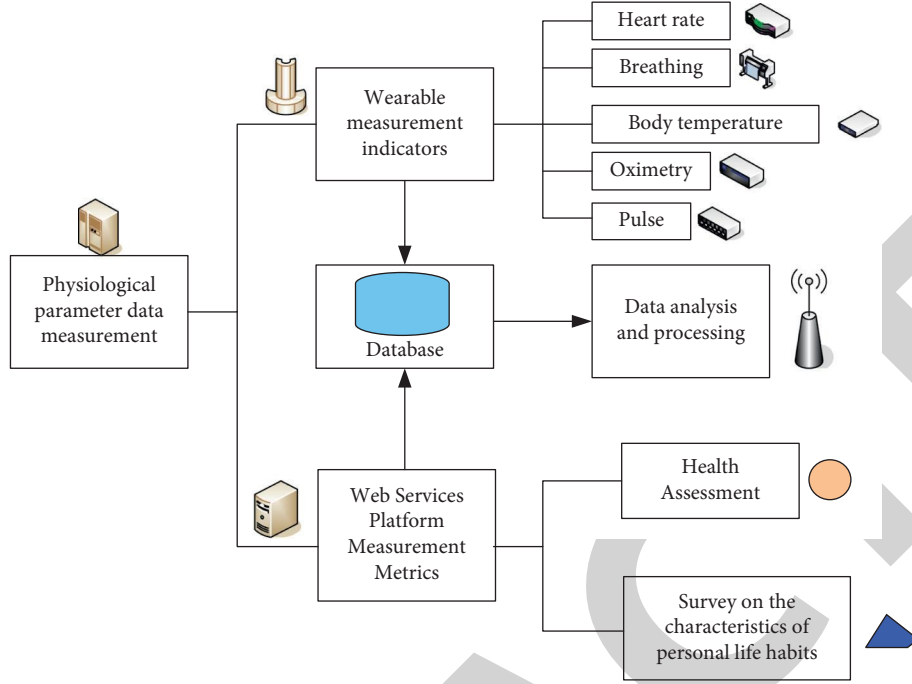 Heart rate
Breathing
Wearable
measurement
indicators
Body temperature
Oximetry
Pulse
Physiological
parameter data
measurement
Database
Data analysis
and processing
Web Services
Platform
Measurement
Metrics
Health
Assessment
Survey on the
characteristics of
personal life habits